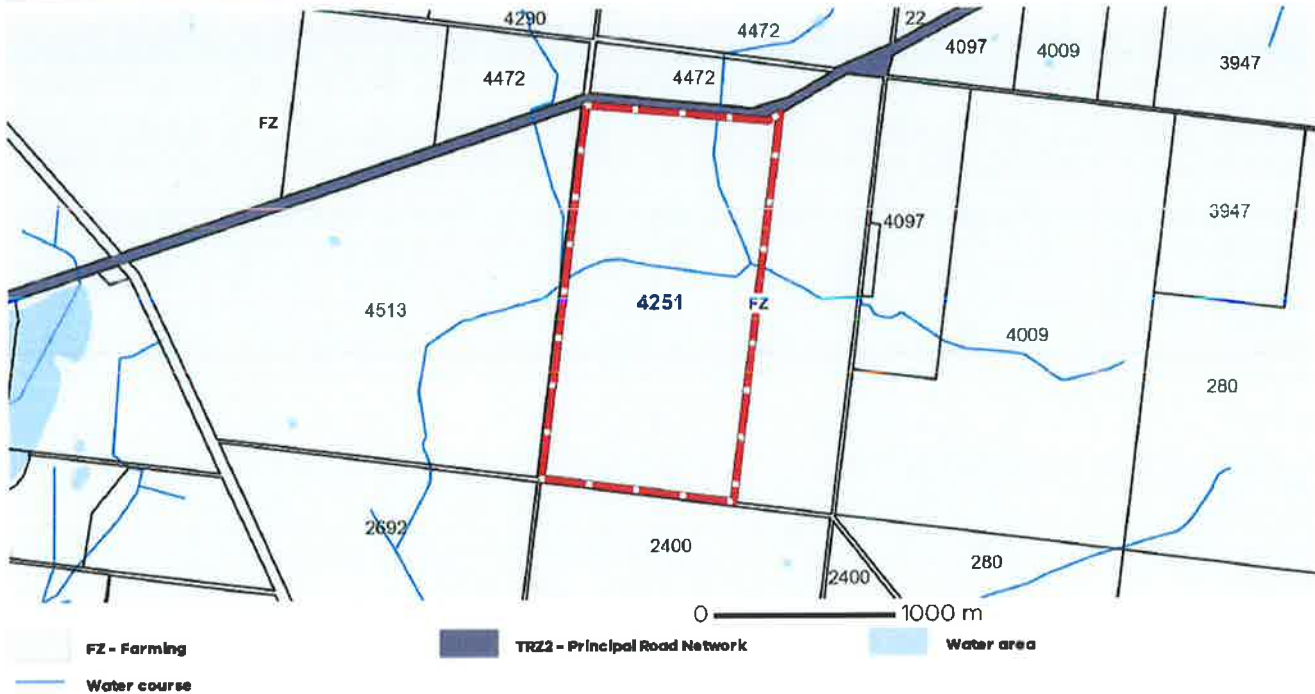 4290
22
4472
4097
4009
3947
4472
4472
FZ
3947
4097
4513
4251
FZ
4009
280
2692
2400
280
2400
0
1000 m
FZ - Farming
TRZ2 - Principal Road Network
Water area
Water course